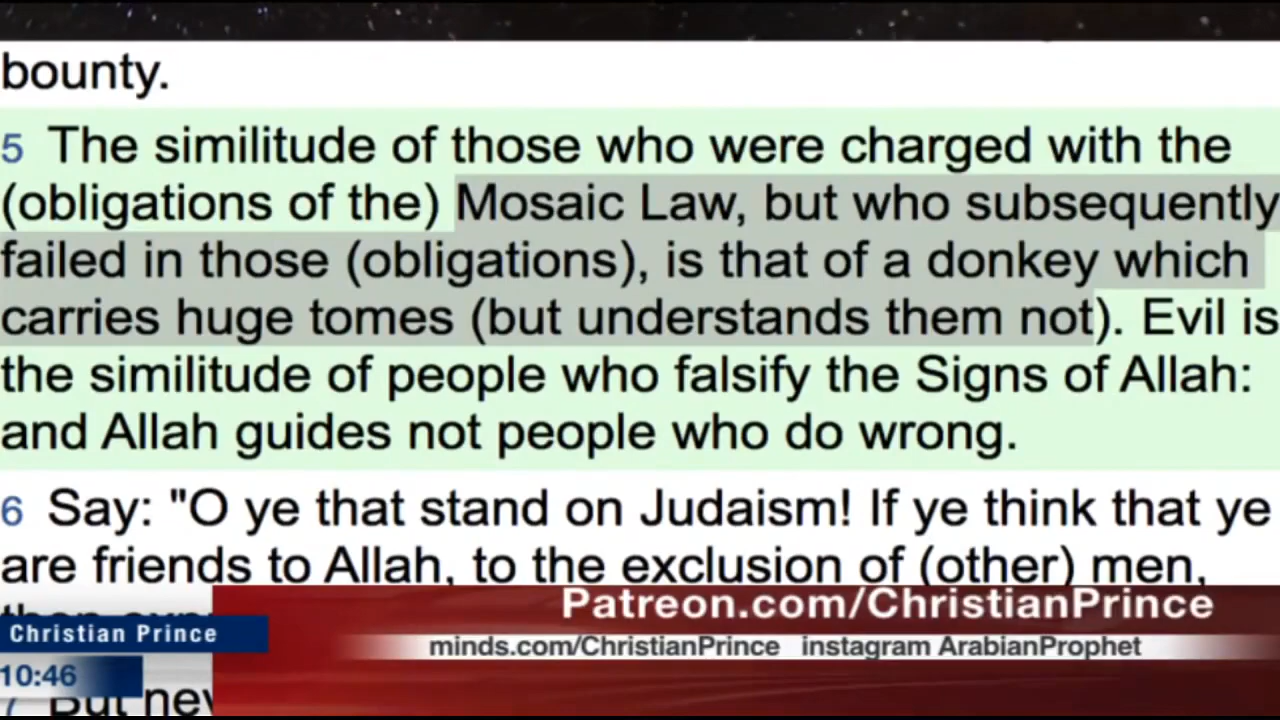 bounty.
5 The similitude of those who were charged with the
(obligations of the) Mosaic Law, but who subsequently
failed in those (obligations), is that of a donkey which
carries huge tomes (but understands them not). Evil is
the similitude of people who falsify the Signs of Allah:
and Allah guides not people who do wrong.
6 Say: "O ye that stand on Judaism! If ye think that ye
are friends to Allah, to the exclusion of (other) men,
Patreon.com/ChristianPrince
Christian Prince
minds.com/ChristianPrince instagram ArabianProphet
10:46
7 But